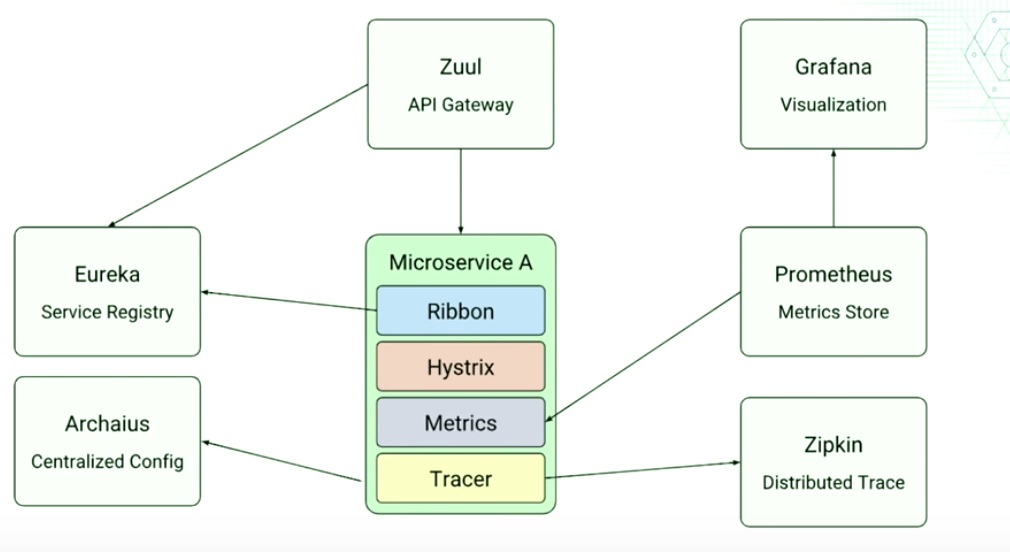 Zuul
API Gateway
Grafana
Visualization
Eureka
Service Registry
Microservice A
Ribbon
Hystrix
Metrics
Tracer
Prometheus
Metrics Store
Archaius
Centralized Config
Zipkin
Distributed Trace